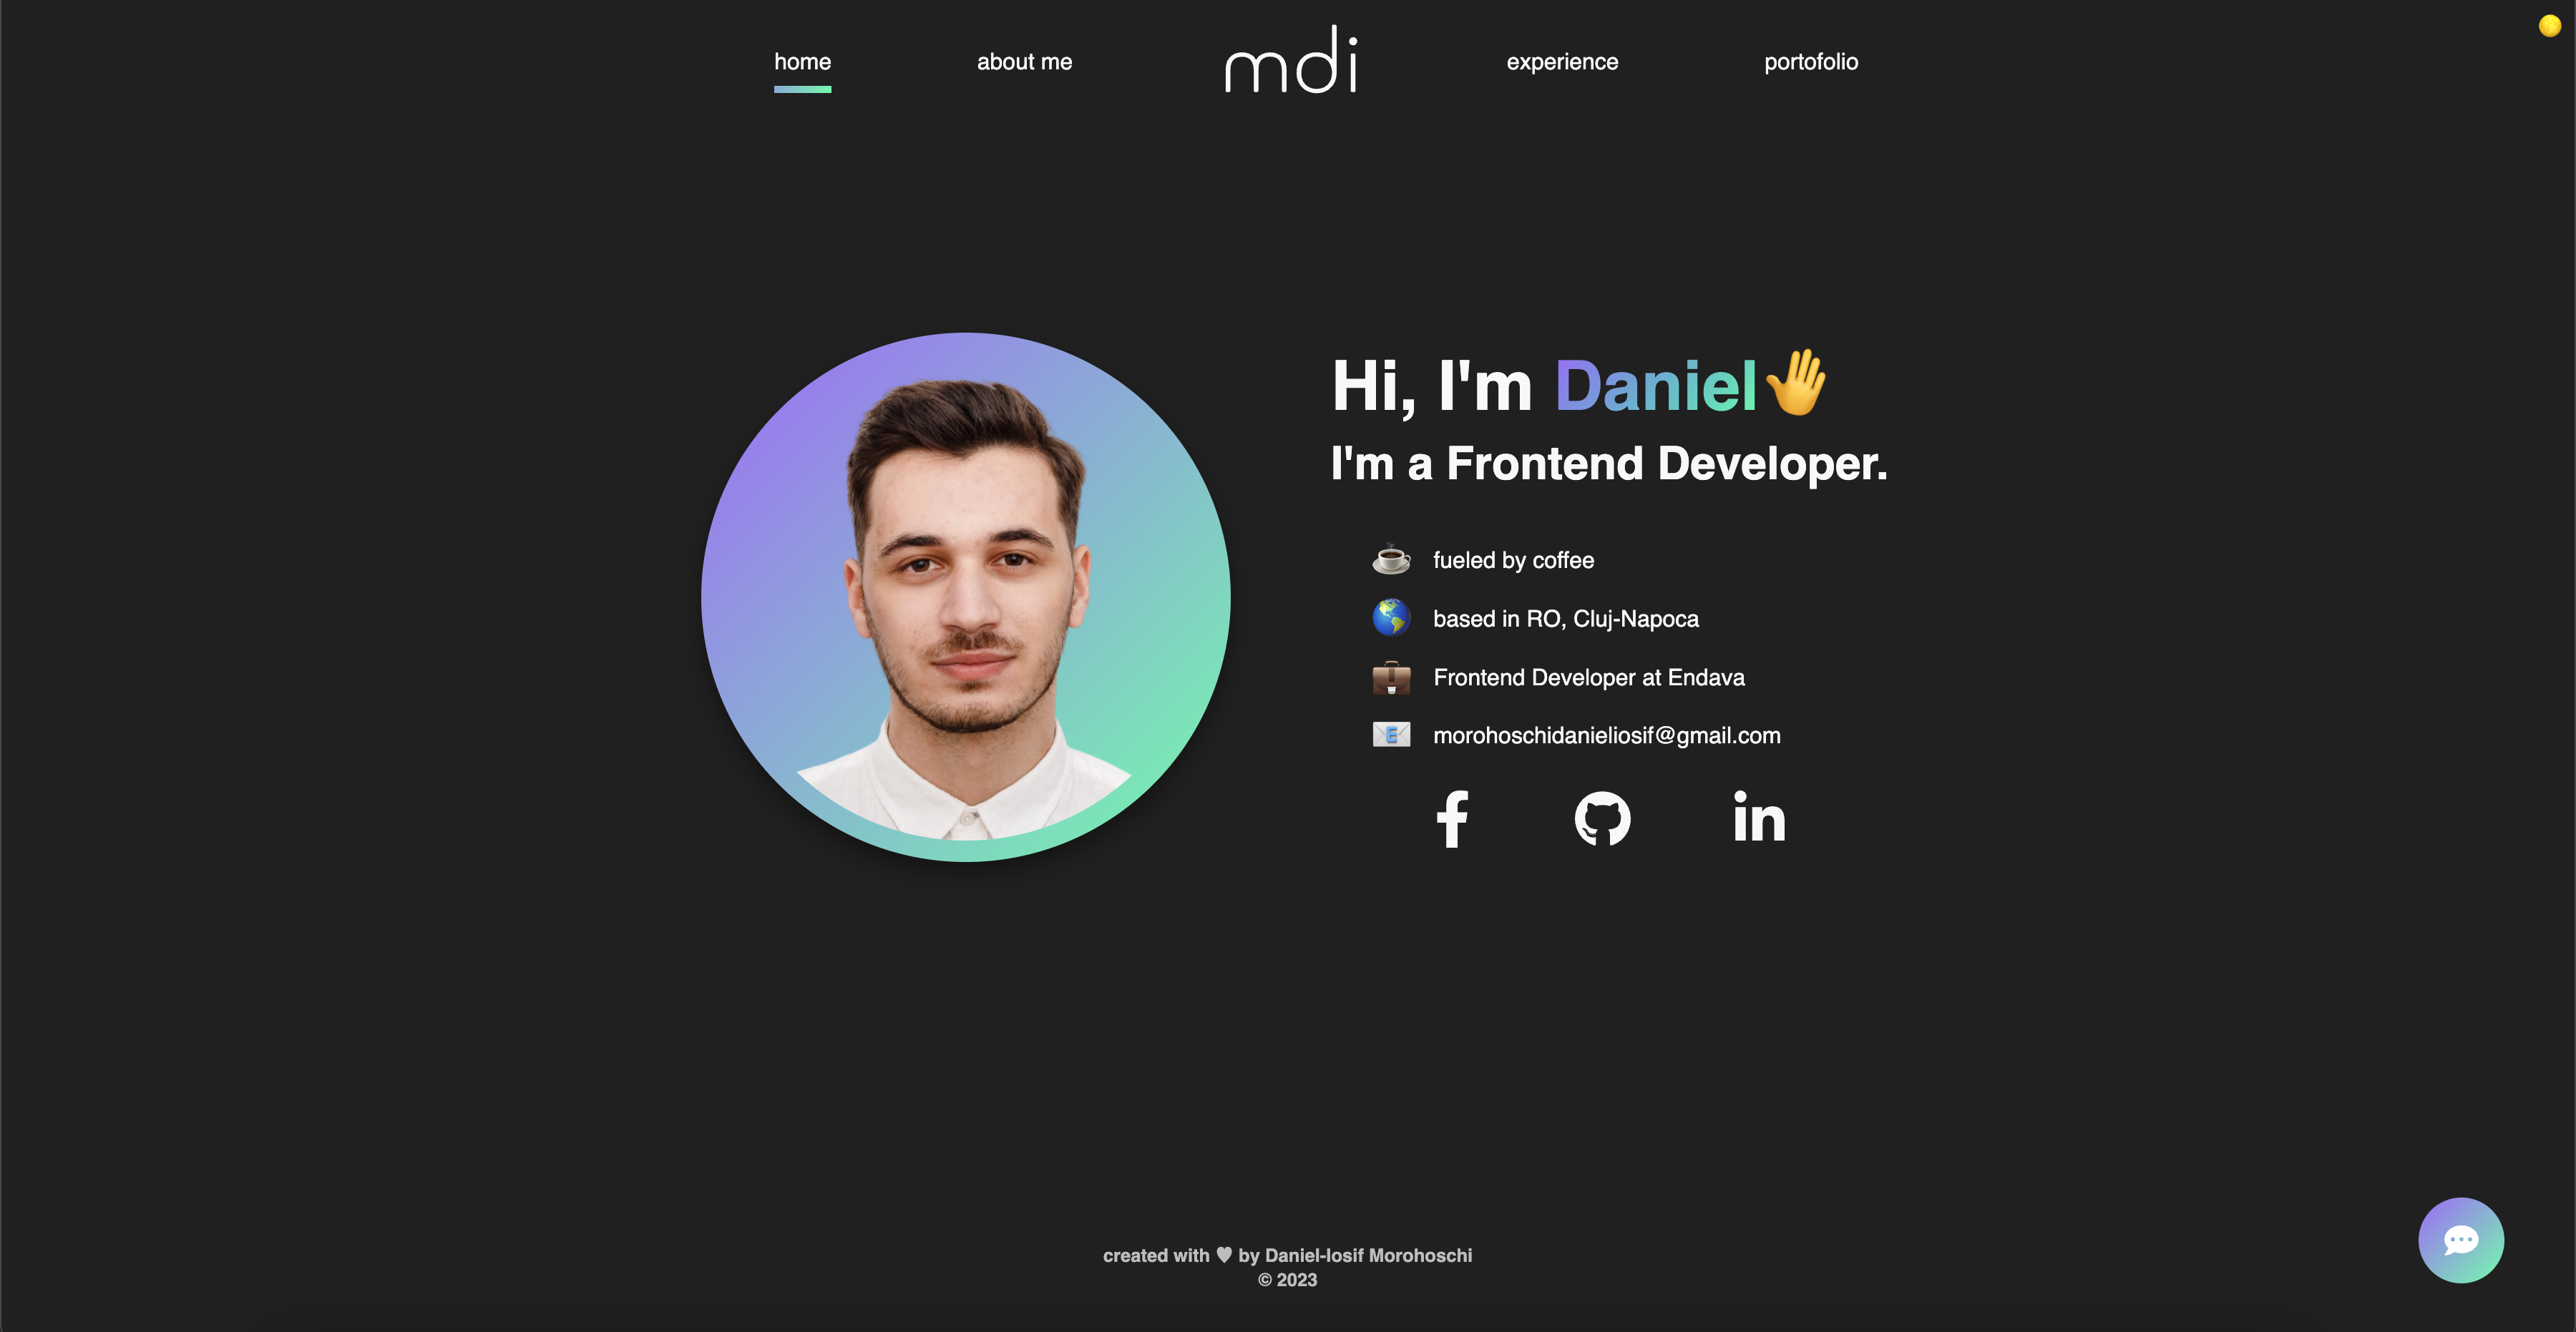 home about me mdi experience portofolio
Hi, I'm Daniel👋
I'm a Frontend Developer.
fueled by coffee
based in RO, Cluj-Napoca
Frontend Developer at Endava
morohoschidanieliosif@gmail.com
created with ♥ by Daniel-Iosif Morohoschi
© 2023